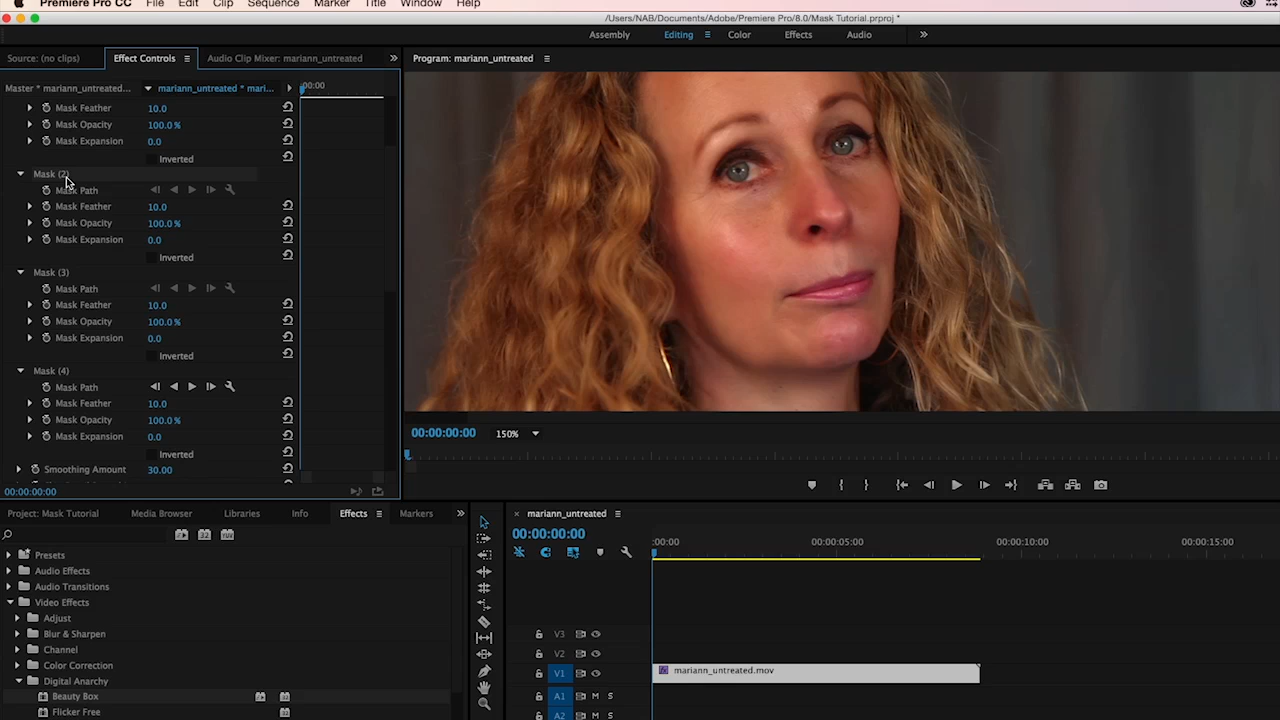 Premiere Pro CC File Edit Clip Sequence Marker Title Window Help
/Users/NAB/Documents/Adobe/Premiere Pro/8.0/Mask Tutorial.prproj *
Assembly Editing Color Effects Audio
Source: (no clips) Effect Controls Audio Clip Mixer: mariann_untreated
Program: mariann_untreated
Master * mariann_untreated... mariann_untreated * mari...
:00:00
Mask Feather 10.0
Mask Opacity 100.0 %
Mask Expansion 0.0
Inverted
Mask (2)
Mask Path
Mask Feather 10.0
Mask Opacity 100.0 %
Mask Expansion 0.0
Inverted
Mask (3)
Mask Path
Mask Feather 10.0
Mask Opacity 100.0 %
Mask Expansion 0.0
Inverted
Mask (4)
Mask Path
Mask Feather 10.0
Mask Opacity 100.0 %
Mask Expansion 0.0
Inverted
Smoothing Amount 30.00
00:00:00:00
00:00:00:00 150%
Project: Mask Tutorial Media Browser Libraries Info Effects Markers
32
Presets
Audio Effects
Audio Transitions
Video Effects
Adjust
Blur & Sharpen
Channel
Color Correction
Digital Anarchy
Beauty Box
Flicker Free
× mariann_untreated
00:00:00:00
:00:00 00:00:05:00 00:00:10:00 00:00:15:00
V3
V2
V1 mariann_untreated.mov
A1 M S
A2 M S